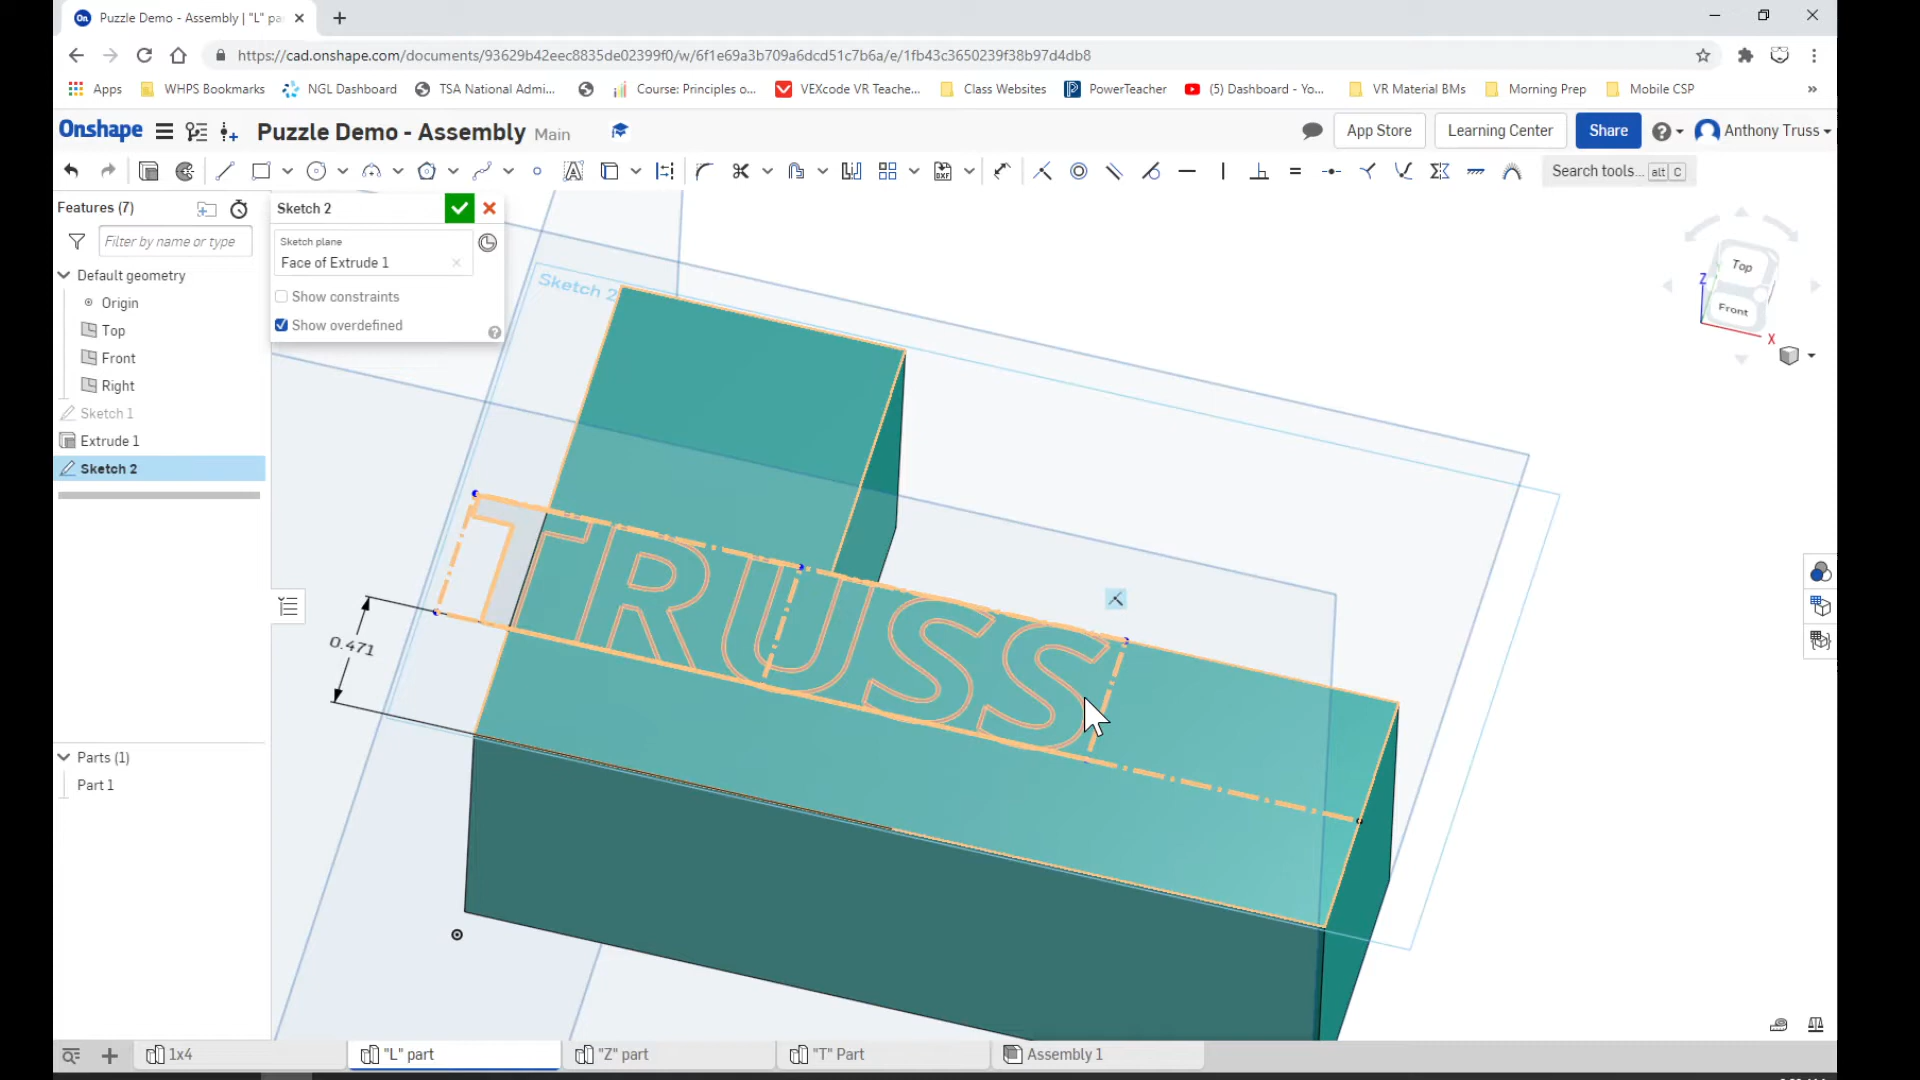 Puzzle Demo - Assembly | "L" pa
https://cad.onshape.com/documents/93629b42eec8835de02399f0/w/6f1e69a3b709a6dcd51c7b6a/e/1fb43c3650239f38b97d4db8
Apps WHPS Bookmarks NGL Dashboard TSA National Admi... Course: Principles o... VEXcode VR Teache... Class Websites PowerTeacher (5) Dashboard - Yo... VR Material BMs Morning Prep Mobile CSP »
Onshape Puzzle Demo - Assembly Main App Store Learning Center Share Anthony Truss
Search tools... alt C
Features (7)
Filter by name or type
Default geometry
Origin
Top
Front
Right
Sketch 1
Extrude 1
Sketch 2
Parts (1)
Part 1
Sketch 2
Sketch plane
Face of Extrude 1
Show constraints
Show overdefined
Sketch 2
TRUSS
0.471
Top
Front
Z
X
1x4 "L" part "Z" part "T" Part Assembly 1